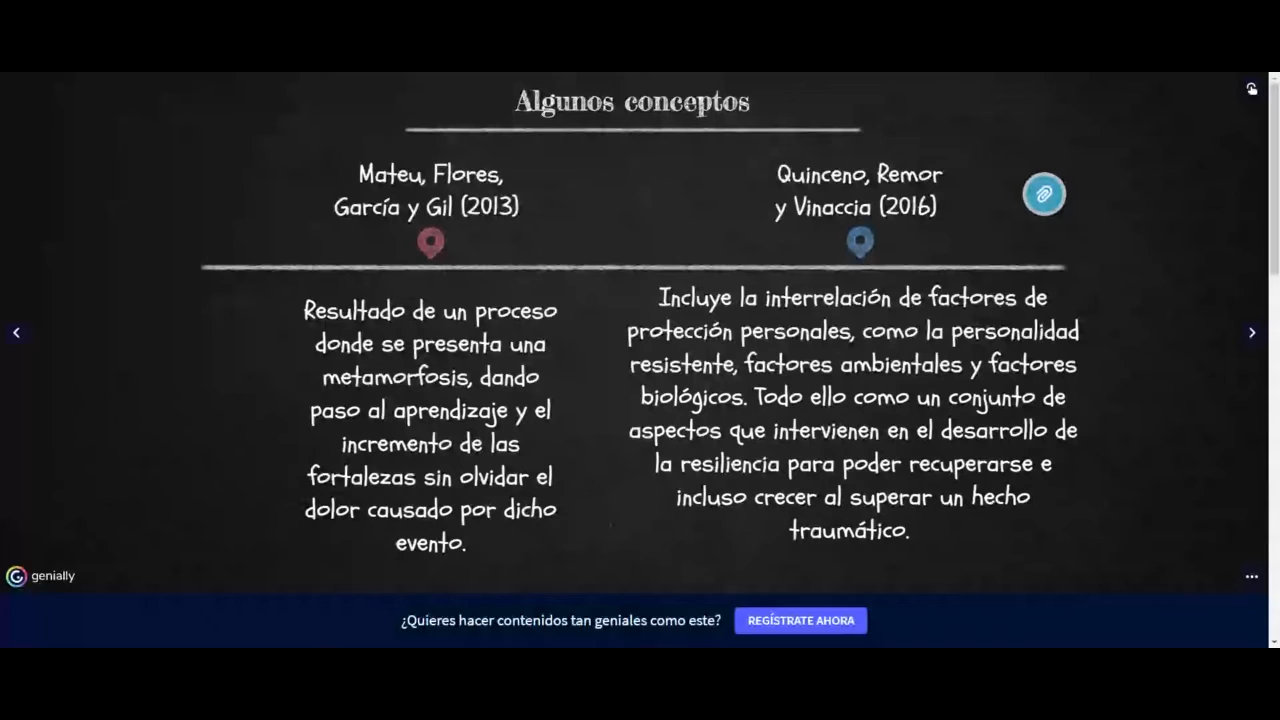 Algunos conceptos
Mateu, Flores,
García y Gil (2013)
Quinceno, Remor
y Vinaccia (2016)
Resultado de un proceso
donde se presenta una
metamorfosis, dando
paso al aprendizaje y el
incremento de las
fortalezas sin olvidar el
dolor causado por dicho
evento.
Incluye la interrelación de factores de
protección personales, como la personalidad
resistente, factores ambientales y factores
biológicos. Todo ello como un conjunto de
aspectos que intervienen en el desarrollo de
la resiliencia para poder recuperarse e
incluso crecer al superar un hecho
traumático.
genially
¿Quieres hacer contenidos tan geniales como este?
REGÍSTRATE AHORA